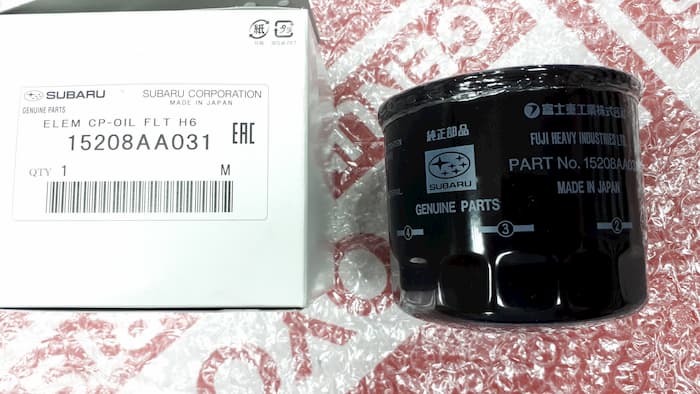 紙
SUBARU
GENUINE PARTS
SUBARU CORPORATION
MADE IN JAPAN
ELEM CP-OIL FLT H6
15208AA031
EAC
QTY 1
M
純正部品
SUBARU
GENUINE PARTS
富士重工業株式会社
FUJI HEAVY INDUSTRIES LTD.
PART No. 15208AA031
MADE IN JAPAN
4
3
2